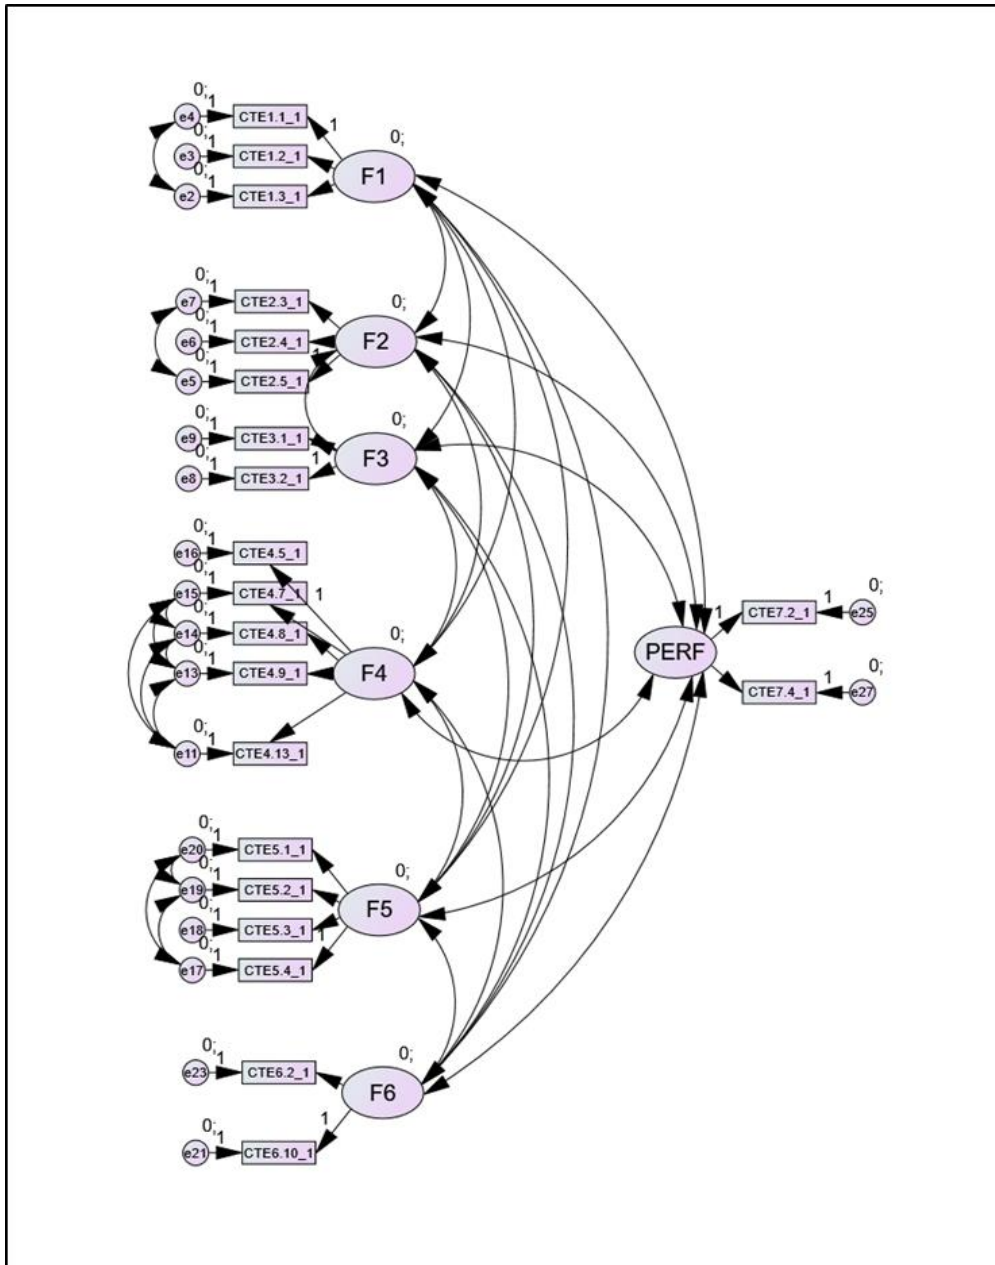 0;
e4 1 CTE1.1_1 1
0;
e3 1 CTE1.2_1
0;
e2 1 CTE1.3_1
0;
F1
0;
e7 1 CTE2.3_1
0;
e6 1 CTE2.4_1
0;
e5 1 CTE2.5_1 1
0;
F2
0;
e9 1 CTE3.1_1
0;
e8 1 CTE3.2_1 1
0;
F3
0;
e16 1 CTE4.5_1 1
0;
e15 1 CTE4.7_1
0;
e14 1 CTE4.8_1
0;
e13 1 CTE4.9_1
0;
e11 1 CTE4.13_1
0;
F4
PERF
1 CTE7.2_1 1 e25
0;
CTE7.4_1 1 e27
0;
0;
e20 1 CTE5.1_1
0;
e19 1 CTE5.2_1
0;
e18 1 CTE5.3_1
0;
e17 1 CTE5.4_1 1
0;
F5
0;
e23 1 CTE6.2_1
0;
F6
0;
e21 1 CTE6.10_1 1